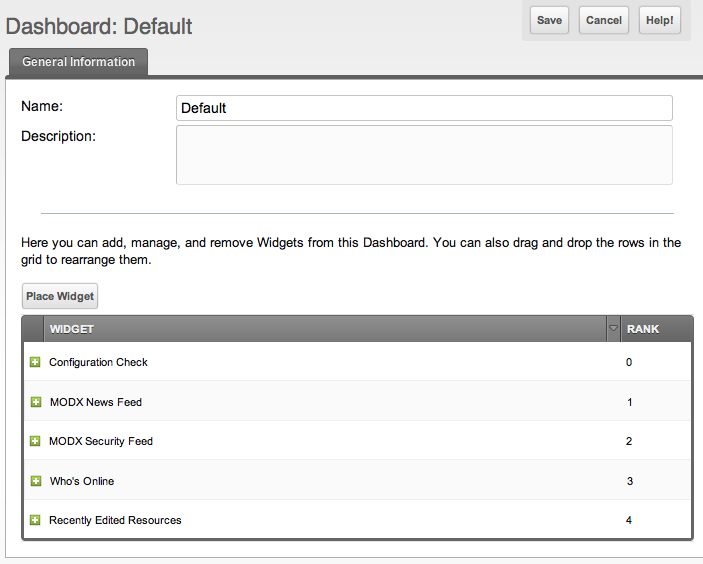 Dashboard: Default
Save Cancel Help!
General Information
Name: Default
Description:
Here you can add, manage, and remove Widgets from this Dashboard. You can also drag and drop the rows in the
grid to rearrange them.
Place Widget
WIDGET RANK
Configuration Check 0
MODX News Feed 1
MODX Security Feed 2
Who's Online 3
Recently Edited Resources 4